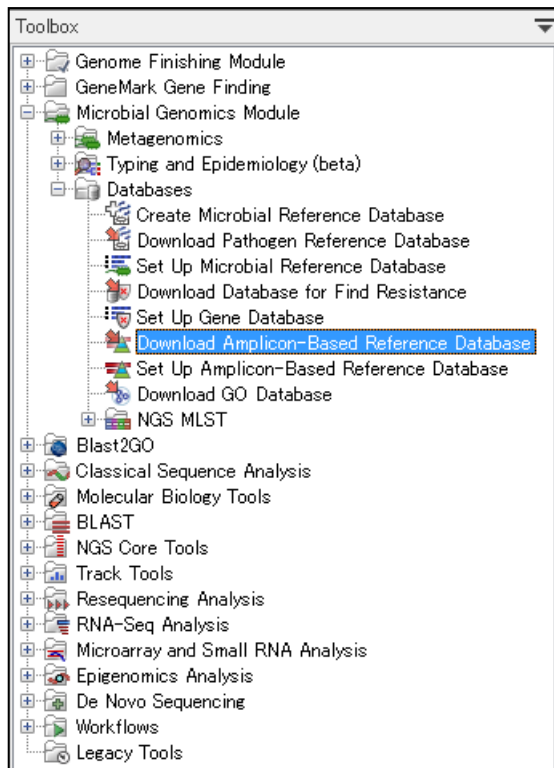 Toolbox
Genome Finishing Module
GeneMark Gene Finding
Microbial Genomics Module
Metagenomics
Typing and Epidemiology (beta)
Databases
Create Microbial Reference Database
Download Pathogen Reference Database
Set Up Microbial Reference Database
Download Database for Find Resistance
Set Up Gene Database
Download Amplicon-Based Reference Database
Set Up Amplicon-Based Reference Database
Download GO Database
NGS MLST
Blast2GO
Classical Sequence Analysis
Molecular Biology Tools
BLAST
NGS Core Tools
Track Tools
Resequencing Analysis
RNA-Seq Analysis
Microarray and Small RNA Analysis
Epigenomics Analysis
De Novo Sequencing
Workflows
Legacy Tools